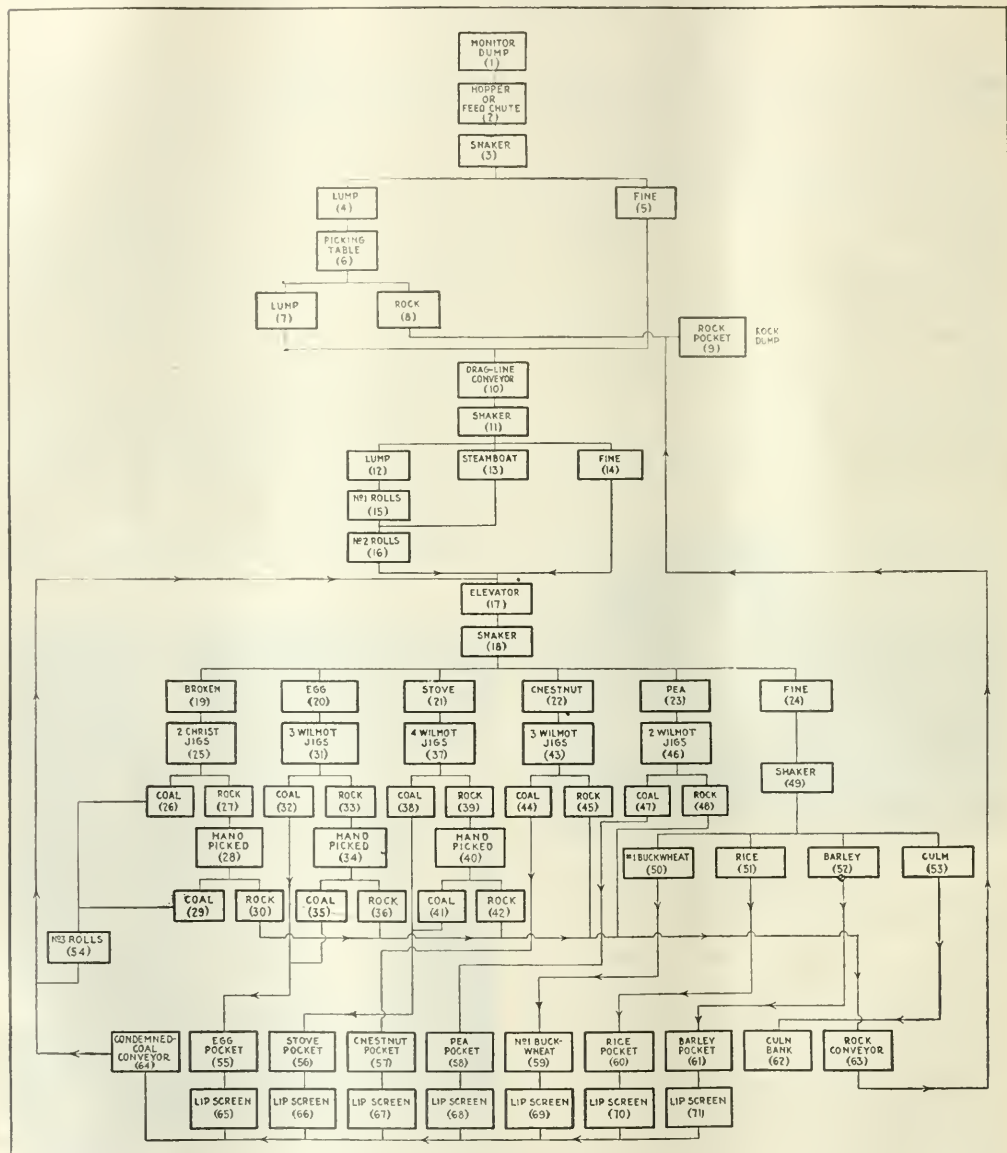 MONITOR
DUMP
(1)
HOPPER
OR
FEED CHUTE
(2)
SHAKER
(3)
LUMP
(4)
FINE
(5)
PICKING
TABLE
(6)
LUMP
(7)
ROCK
(8)
ROCK
POCKET
(9)
ROCK
DUMP
DRAG-LINE
CONVEYOR
(10)
SHAKER
(11)
LUMP
(12)
STEAMBOAT
(13)
FINE
(14)
Nº1 ROLLS
(15)
Nº2 ROLLS
(16)
ELEVATOR
(17)
SHAKER
(18)
BROKEN
(19)
EGG
(20)
STOVE
(21)
CHESTNUT
(22)
PEA
(23)
FINE
(24)
2 CHRIST
JIGS
(25)
3 WILMOT
JIGS
(31)
4 WILMOT
JIGS
(37)
3 WILMOT
JIGS
(43)
2 WILMOT
JIGS
(46)
SHAKER
(49)
COAL
(26)
ROCK
(27)
COAL
(32)
ROCK
(33)
COAL
(38)
ROCK
(39)
COAL
(44)
ROCK
(45)
COAL
(47)
ROCK
(48)
HAND
PICKED
(28)
HAND
PICKED
(34)
HAND
PICKED
(40)
#1 BUCKWHEAT
(50)
RICE
(51)
BARLEY
(52)
CULM
(53)
COAL
(29)
ROCK
(30)
COAL
(35)
ROCK
(36)
COAL
(41)
ROCK
(42)
Nº3 ROLLS
(54)
CONDEMNED-
COAL
CONVEYOR
(64)
EGG
POCKET
(55)
STOVE
POCKET
(56)
CHESTNUT
POCKET
(57)
PEA
POCKET
(58)
Nº1 BUCK-
WHEAT
(59)
RICE
POCKET
(60)
BARLEY
POCKET
(61)
CULM
BANK
(62)
ROCK
CONVEYOR
(63)
LIP SCREEN
(65)
LIP SCREEN
(66)
LIP SCREEN
(67)
LIP SCREEN
(68)
LIP SCREEN
(69)
LIP SCREEN
(70)
LIP SCREEN
(71)